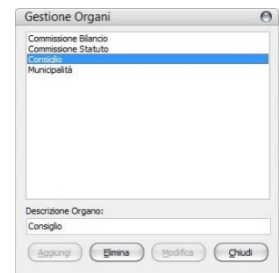 Gestione Organi
Commissione Bilancio
Commissione Statuto
Consiglio
Municipalità
Descrizione Organo:
Consiglio
Aggiungi Elimina Modifica Chiudi